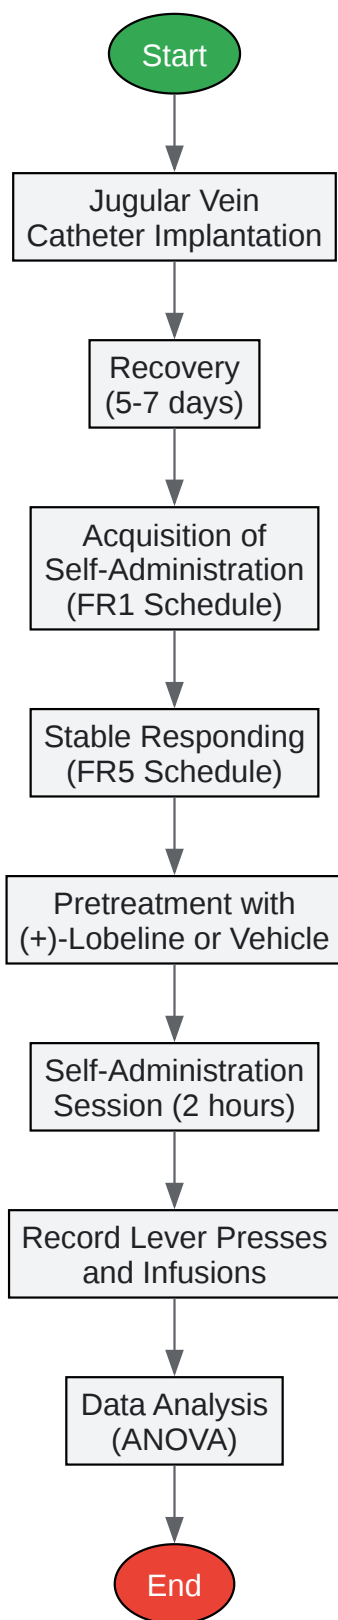 Start
Jugular Vein
Catheter Implantation
Recovery
(5-7 days)
Acquisition of
Self-Administration
(FR1 Schedule)
Stable Responding
(FR5 Schedule)
Pretreatment with
(+)-Lobeline or Vehicle
Self-Administration
Session (2 hours)
Record Lever Presses
and Infusions
Data Analysis
(ANOVA)
End